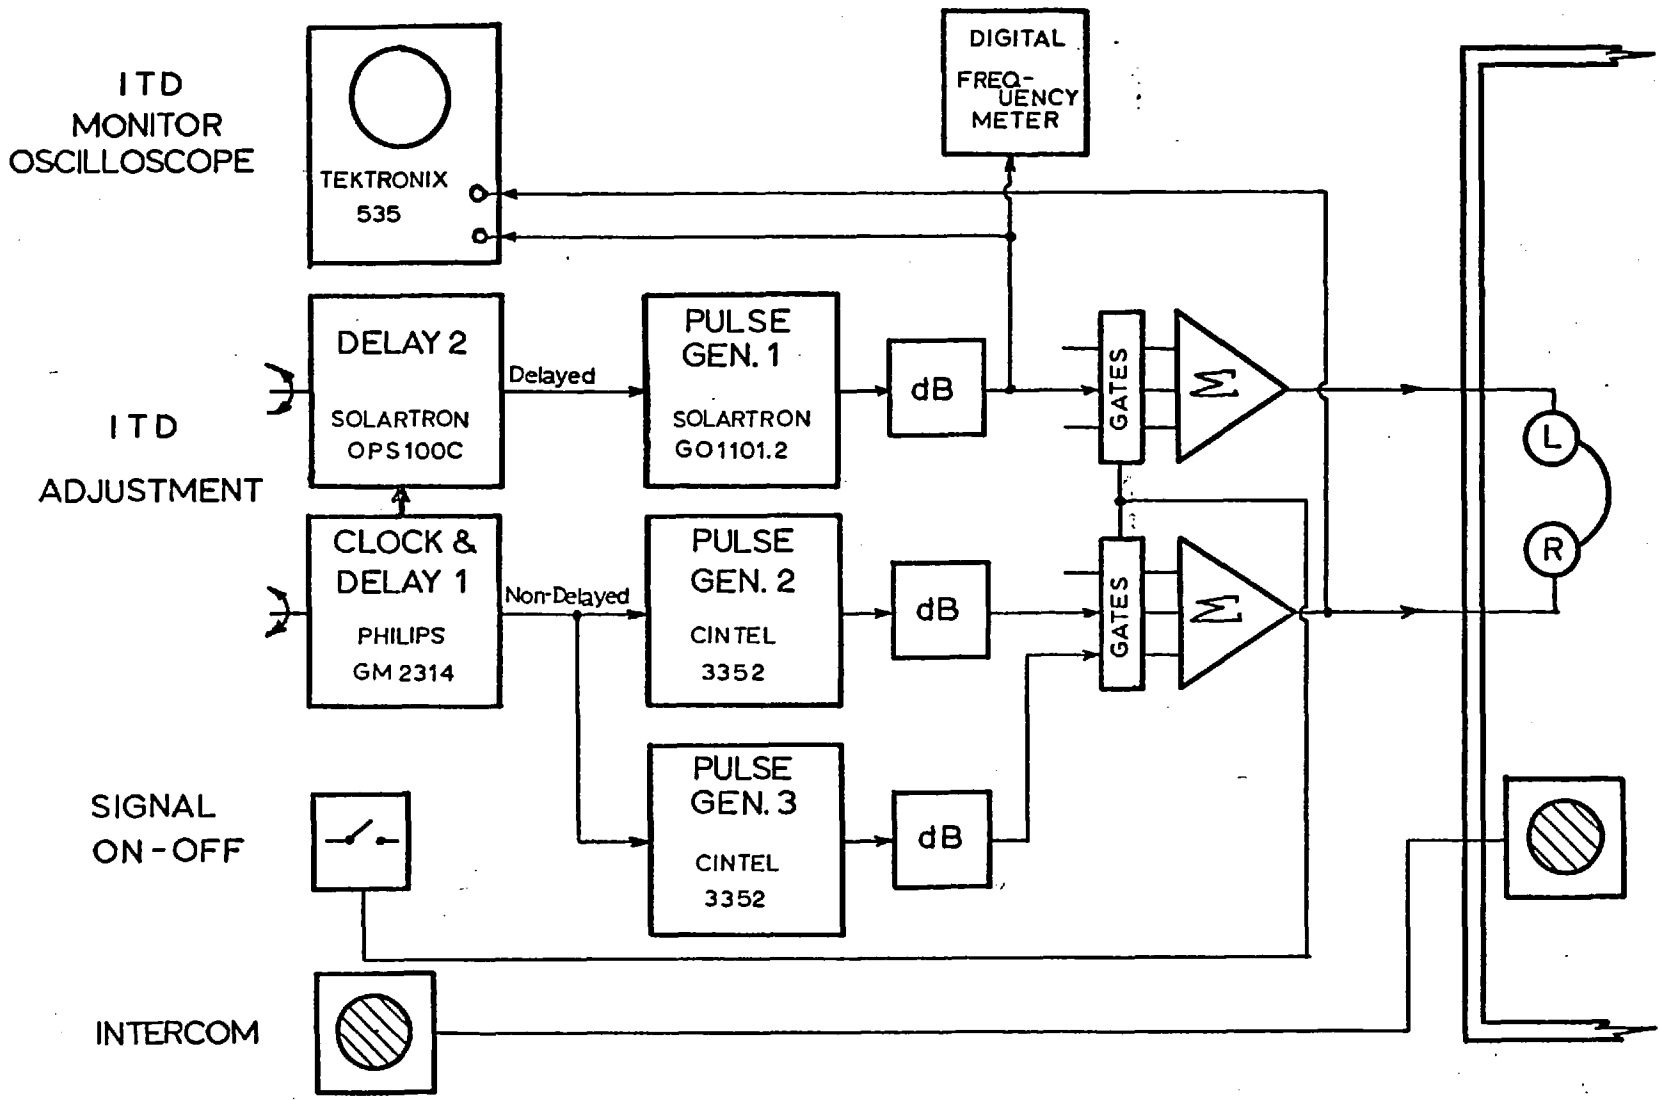 ITD
MONITOR
OSCILLOSCOPE
TEKTRONIX
535
DIGITAL
FREQ-
UENCY
METER
ITD
ADJUSTMENT
DELAY 2
SOLARTRON
OPS100C
Delayed
PULSE
GEN. 1
SOLARTRON
GO1101.2
dB
GATES
Σ
L
CLOCK &
DELAY 1
PHILIPS
GM 2314
Non-Delayed
PULSE
GEN. 2
CINTEL
3352
dB
GATES
Σ
R
SIGNAL
ON-OFF
PULSE
GEN. 3
CINTEL
3352
dB
INTERCOM